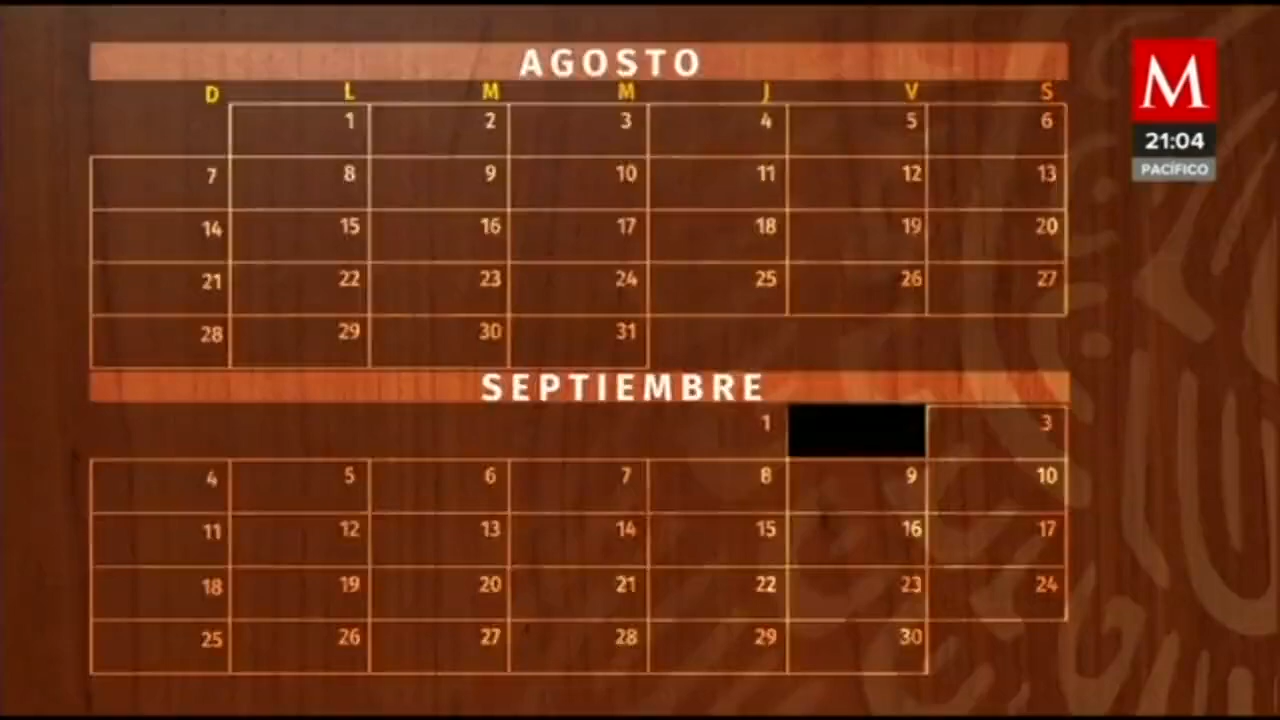 AGOSTO
D L M M J V S
1 2 3 4 5 6
7 8 9 10 11 12 13
14 15 16 17 18 19 20
21 22 23 24 25 26 27
28 29 30 31
SEPTIEMBRE
1 3
4 5 6 7 8 9 10
11 12 13 14 15 16 17
18 19 20 21 22 23 24
25 26 27 28 29 30
M
21:04
PACÍFICO